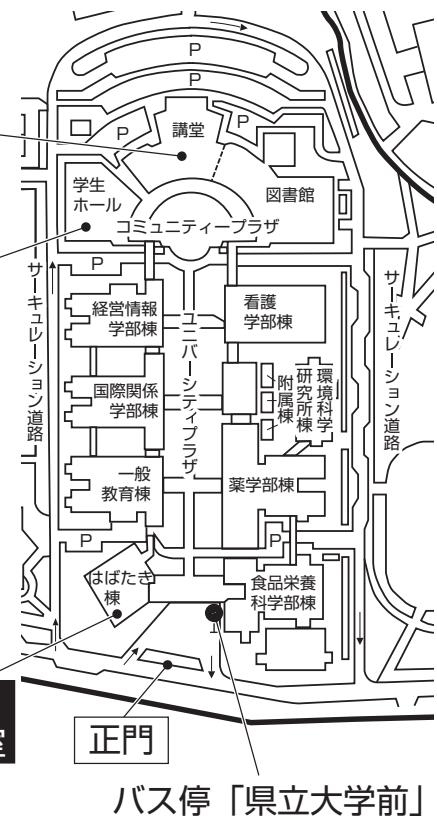 P
P
P
講堂
P
学生
ホール
図書館
コミュニティープラザ
P
サーキュレーション道路
サーキュレーション道路
経営情報
学部棟
ユニバーシティプラザ
看護
学部棟
国際関係
学部棟
附属棟
環境科学
研究所棟
一般
教育棟
薬学部棟
P
P
はばたき
棟
食品栄養
科学部棟
正門
バス停「県立大学前」